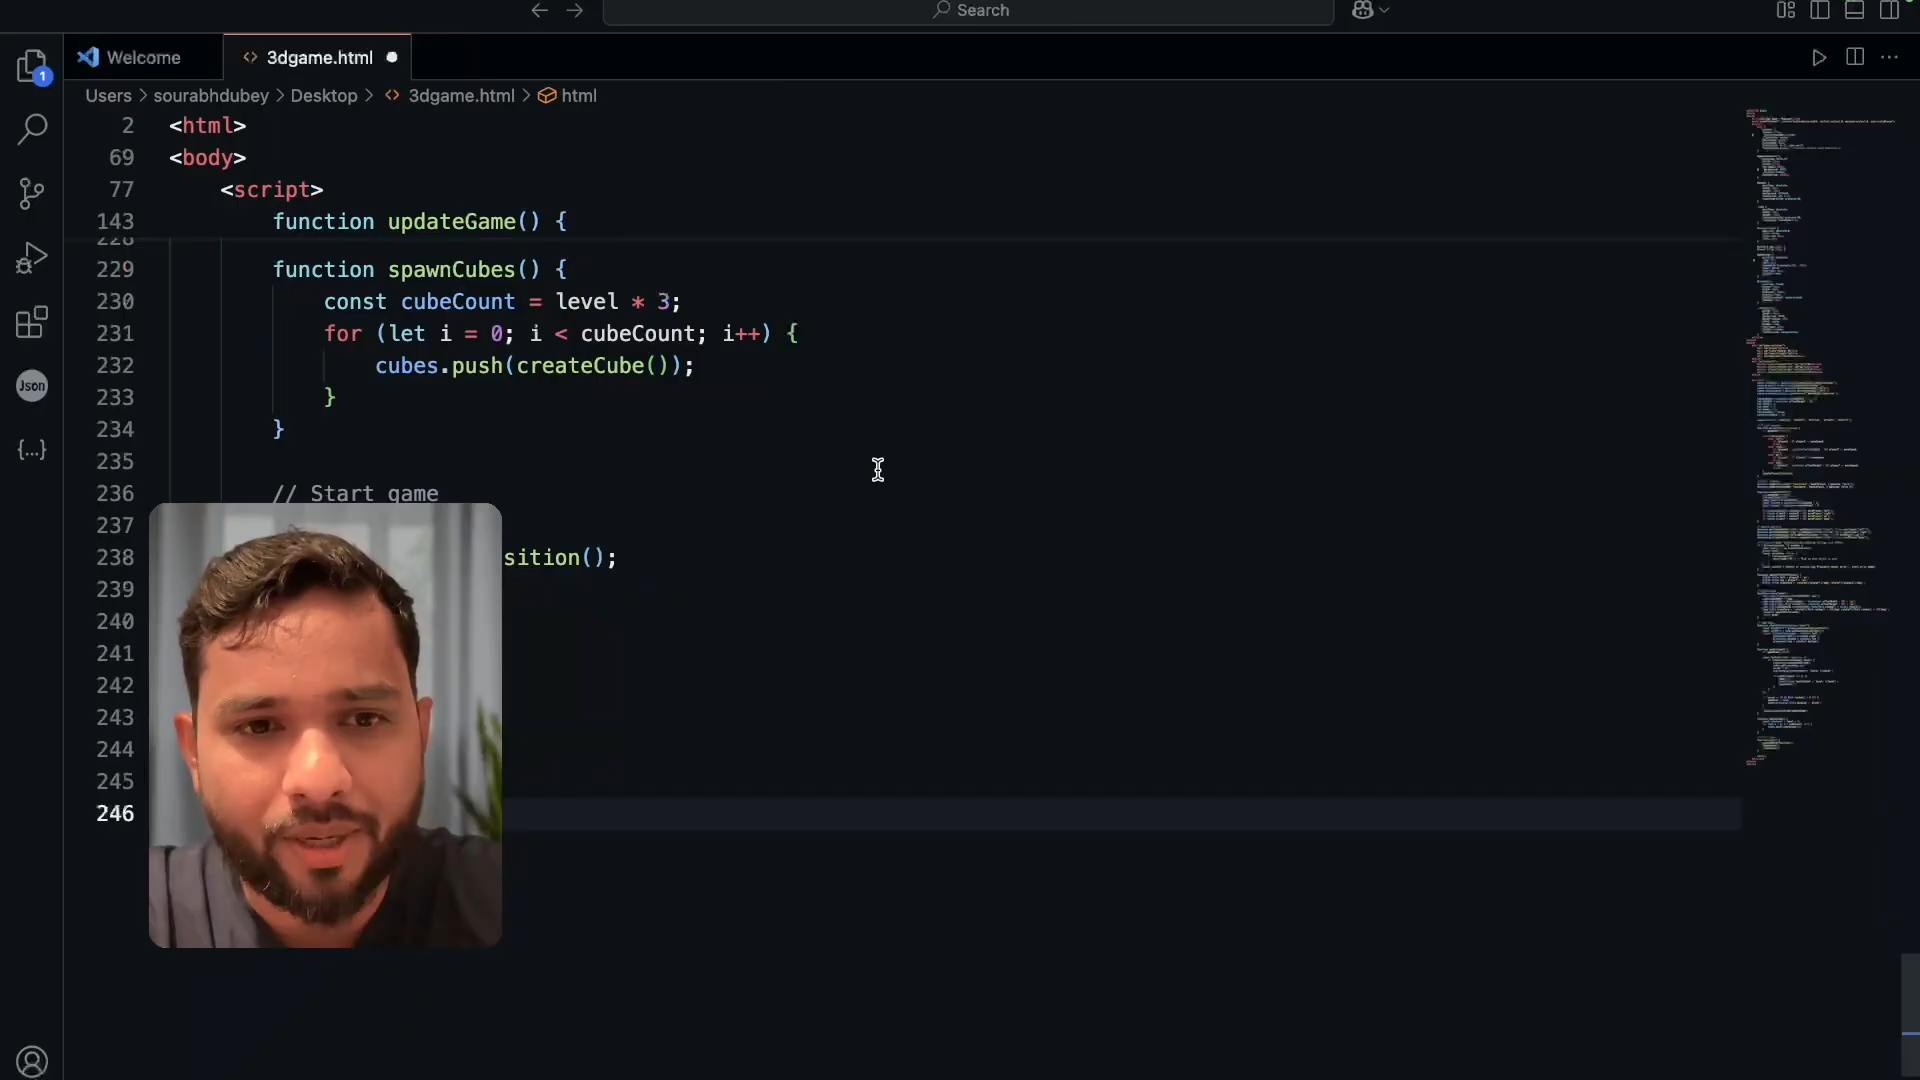 Search
Welcome
3dgame.html
1
Users > sourabhdubey > Desktop > 3dgame.html > html
2 <html>
69 <body>
77 <script>
143 function updateGame() {
228
229 function spawnCubes() {
230 const cubeCount = level * 3;
231 for (let i = 0; i < cubeCount; i++) {
232 cubes.push(createCube());
233 }
234 }
235
236 // Start game
237
238 sition();
239
240
241
242
243
244
245
246
Json
{...}